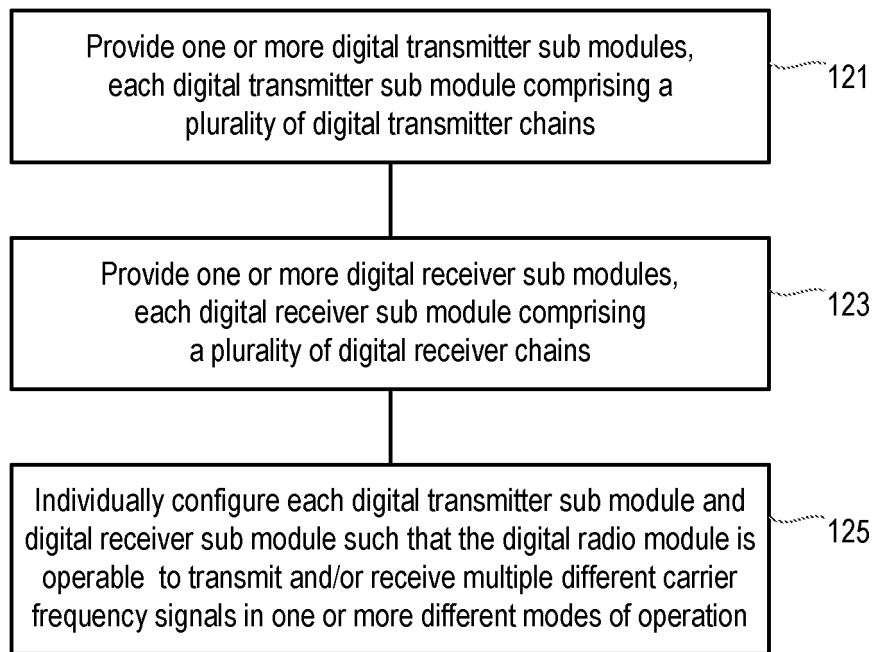 Provide one or more digital transmitter sub modules,
each digital transmitter sub module comprising a
plurality of digital transmitter chains
121
Provide one or more digital receiver sub modules,
each digital receiver sub module comprising
a plurality of digital receiver chains
123
Individually configure each digital transmitter sub module and
digital receiver sub module such that the digital radio module is
operable to transmit and/or receive multiple different carrier
frequency signals in one or more different modes of operation
125